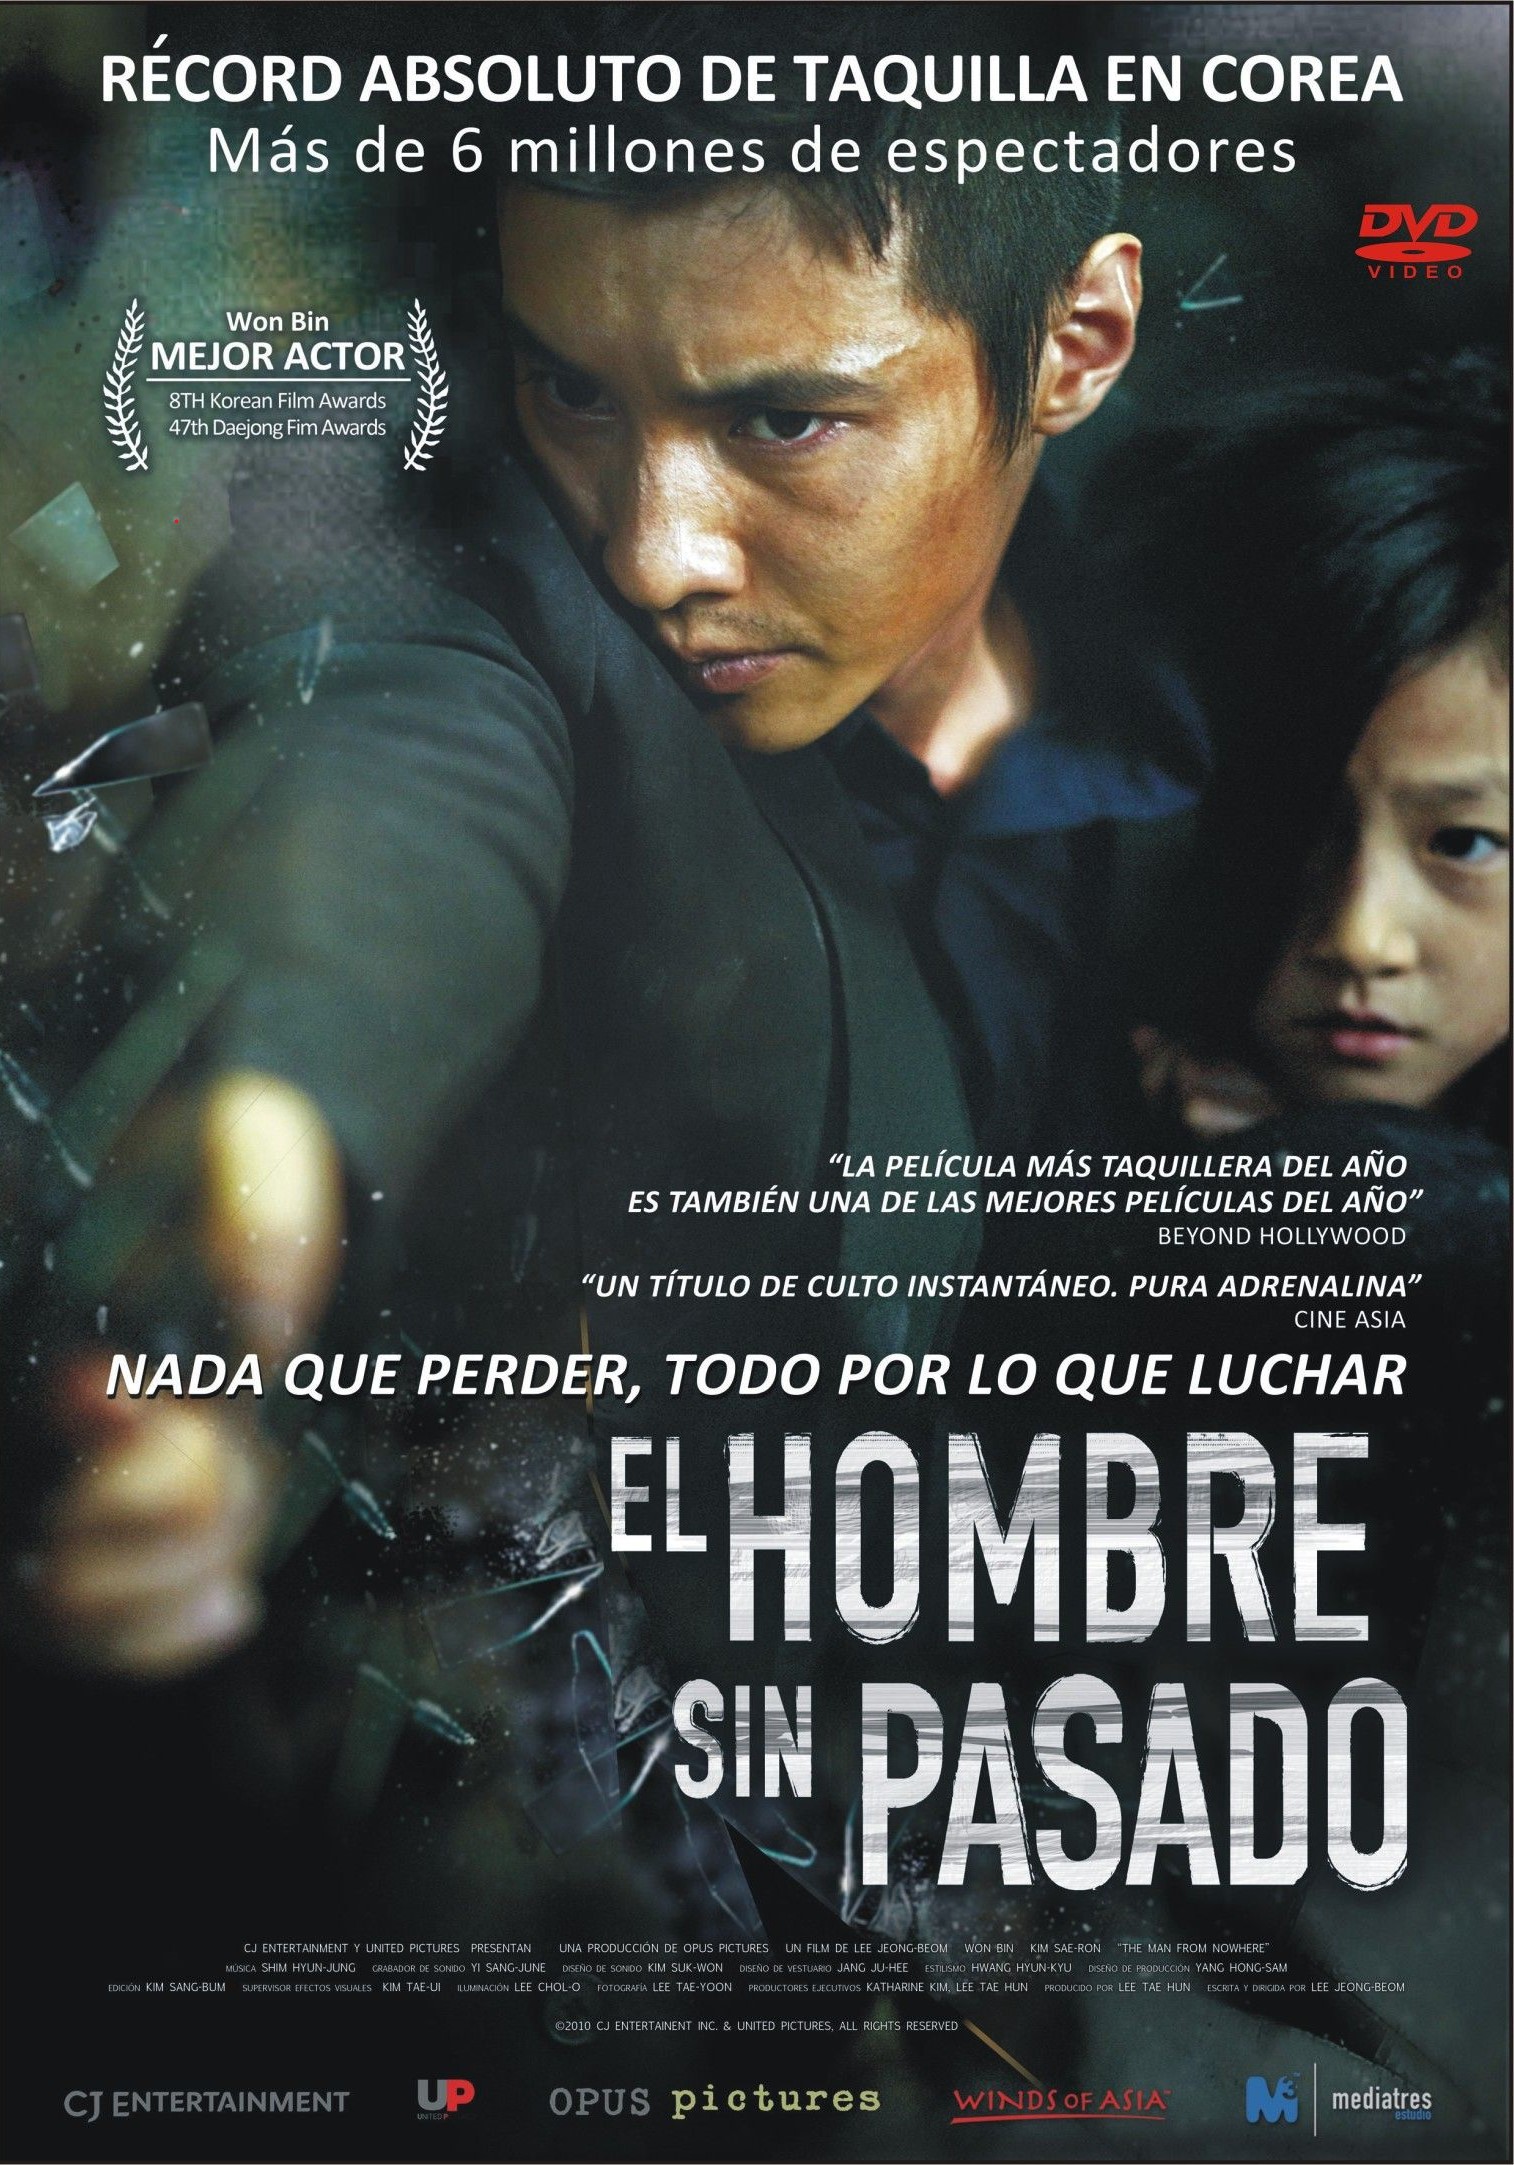 RÉCORD ABSOLUTO DE TAQUILLA EN COREA
Más de 6 millones de espectadores
DVD
VIDEO
Won Bin
MEJOR ACTOR
8TH Korean Film Awards
47th Daejong Fim Awards
“LA PELÍCULA MÁS TAQUILLERA DEL AÑO
ES TAMBIÉN UNA DE LAS MEJORES PELÍCULAS DEL AÑO”
BEYOND HOLLYWOOD
“UN TÍTULO DE CULTO INSTANTÁNEO. PURA ADRENALINA”
CINE ASIA
NADA QUE PERDER, TODO POR LO QUE LUCHAR
EL HOMBRE
SIN PASADO
CJ ENTERTAINMENT Y UNITED PICTURES PRESENTAN UNA PRODUCCIÓN DE OPUS PICTURES UN FILM DE LEE JEONG-BEOM WON BIN KIM SAE-RON “THE MAN FROM NOWHERE”
MÚSICA SHIM HYUN-JUNG GRABADOR DE SONIDO YI SANG-JUNE DISEÑO DE SONIDO KIM SUK-WON DISEÑO DE VESTUARIO JANG JU-HEE ESTILISMO HWANG HYUN-KYU DISEÑO DE PRODUCCIÓN YANG HONG-SAM
EDICIÓN KIM SANG-BUM SUPERVISOR EFECTOS VISUALES KIM TAE-UI ILUMINACIÓN LEE CHOL-O FOTOGRAFÍA LEE TAE-YOON PRODUCTORES EJECUTIVOS KATHARINE KIM, LEE TAE HUN PRODUCIDO POR LEE TAE HUN ESCRITA Y DIRIGIDA POR LEE JEONG-BEOM
©2010 CJ ENTERTAINENT INC. & UNITED PICTURES, ALL RIGHTS RESERVED
CJ ENTERTAINMENT
UP
UNITED P
OPUS pictures
WINDS OF ASIA
M3
mediatres
estudio